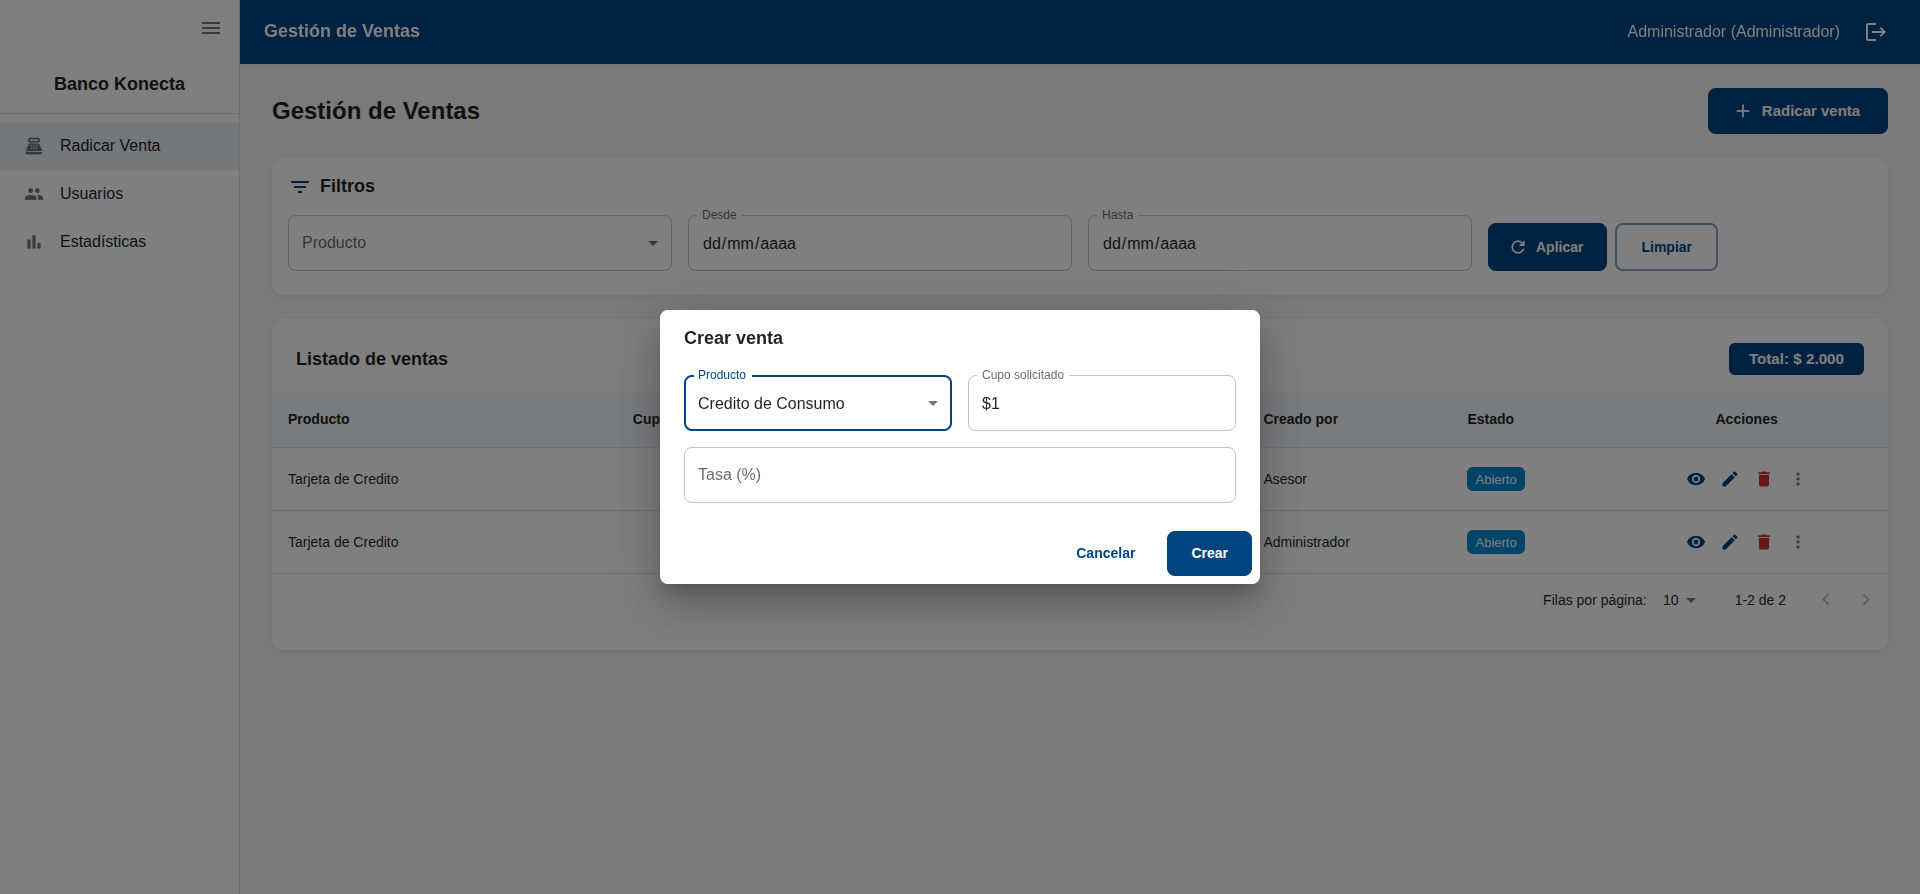 Gestión de Ventas
Administrador (Administrador)
Banco Konecta
Radicar Venta
Usuarios
Estadísticas
Gestión de Ventas
Radicar venta
Filtros
Producto
Desde
dd/mm/aaaa
Hasta
dd/mm/aaaa
Aplicar
Limpiar
Listado de ventas
Total: $ 2.000
Producto
Cup
Creado por
Estado
Acciones
Tarjeta de Credito
Asesor
Abierto
Tarjeta de Credito
Administrador
Abierto
Filas por página:
10
1-2 de 2
Crear venta
Producto
Credito de Consumo
Cupo solicitado
$1
Tasa (%)
Cancelar
Crear